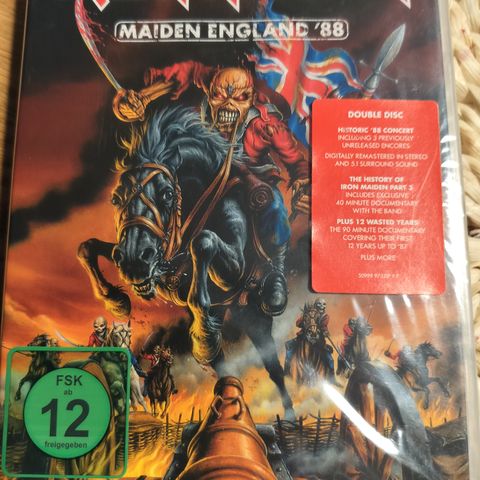 MAIDEN ENGLAND '88
DOUBLE DISC
HISTORIC '88 CONCERT
INCLUDING 3 PREVIOUSLY
UNRELEASED ENCORES
DIGITALLY REMASTERED IN STEREO
AND 5.1 SURROUND SOUND
THE HISTORY OF
IRON MAIDEN PART 3
INCLUDES EXCLUSIVE
40 MINUTE DOCUMENTARY
WITH THE BAND
PLUS 12 WASTED YEARS
THE 90 MINUTE DOCUMENTARY
COVERING THEIR FIRST
12 YEARS UP TO '87
PLUS MORE
FSK
ab
12
freigegeben